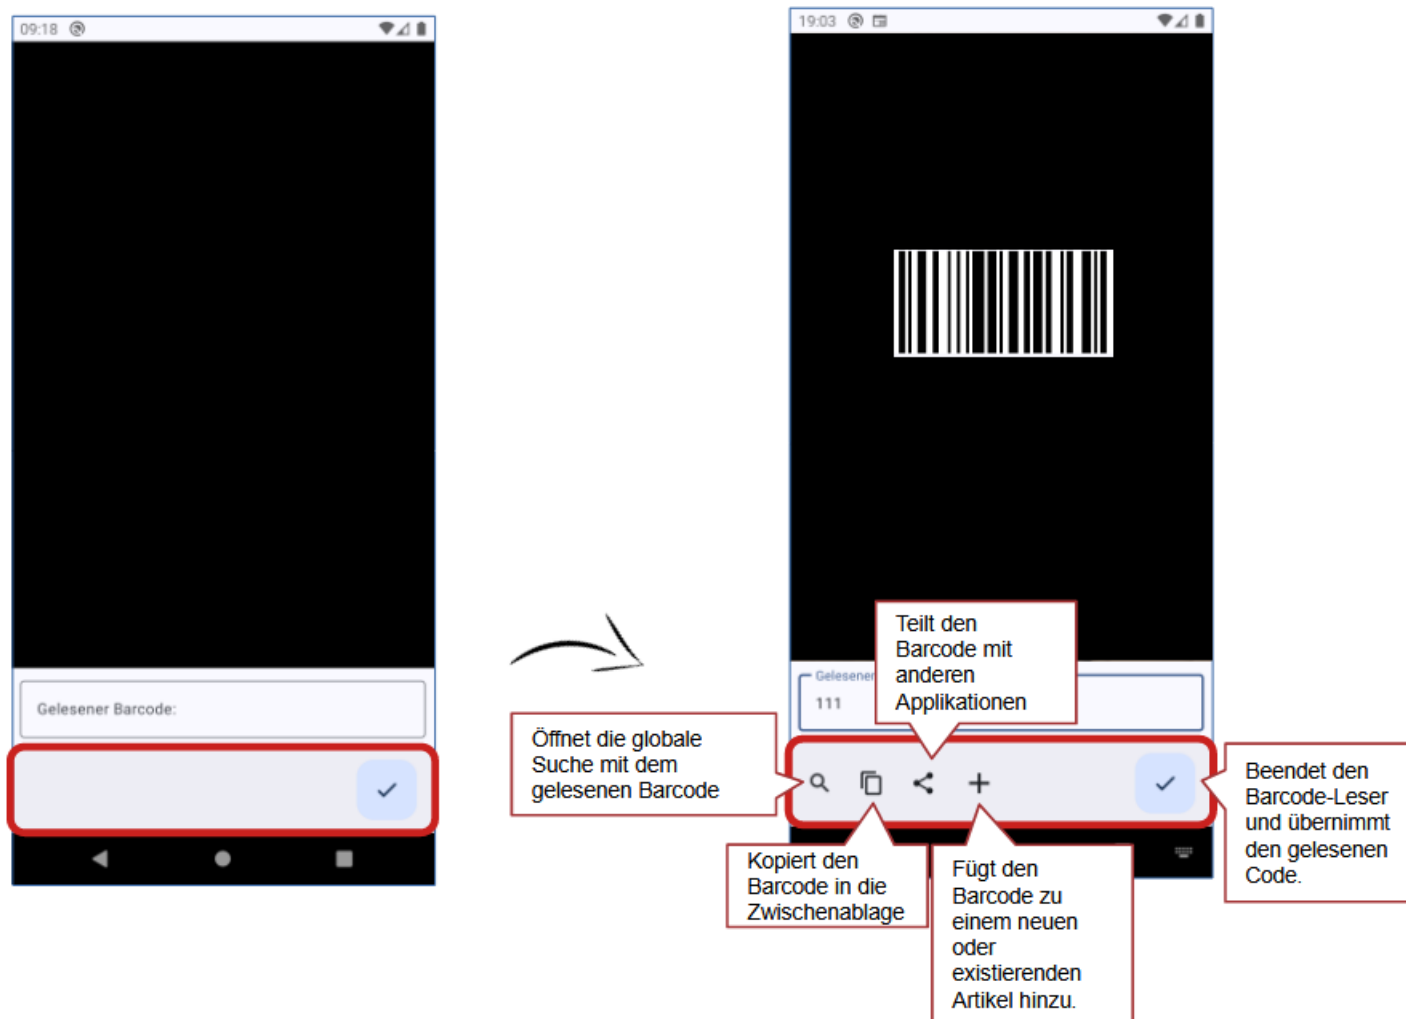 09:18
Gelesener Barcode:
19:03
Gelesener
111
Teilt den
Barcode mit
anderen
Applikationen
Öffnet die globale
Suche mit dem
gelesenen Barcode
Kopiert den
Barcode in die
Zwischenablage
Fügt den
Barcode zu
einem neuen
oder
existierenden
Artikel hinzu.
Beendet den
Barcode-Leser
und übernimmt
den gelesenen
Code.